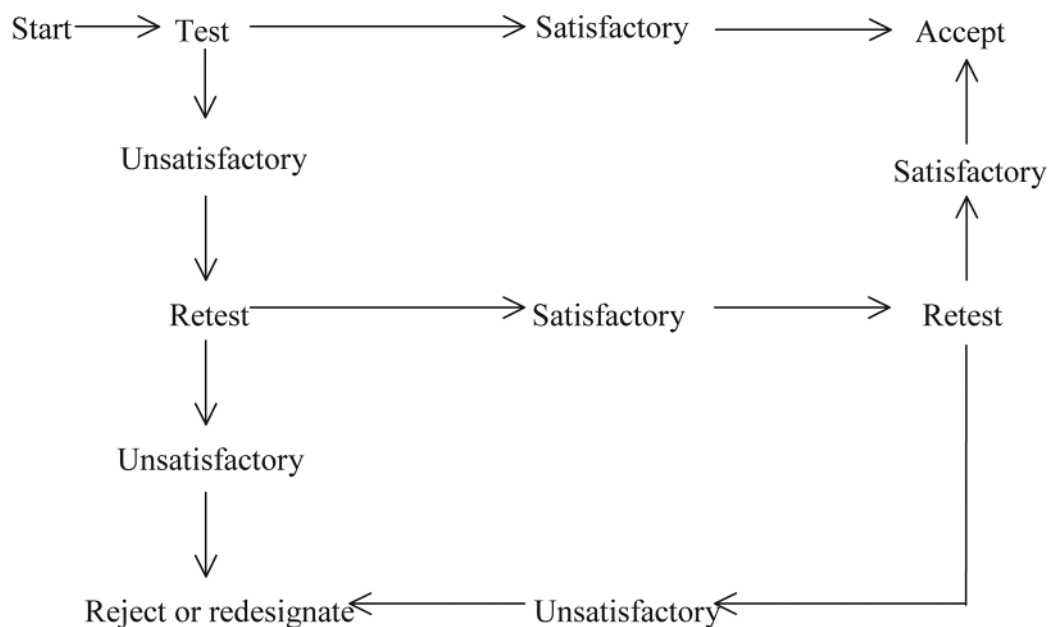 Start Test Satisfactory Accept
Unsatisfactory
Satisfactory
Retest Satisfactory Retest
Unsatisfactory
Reject or redesignate Unsatisfactory